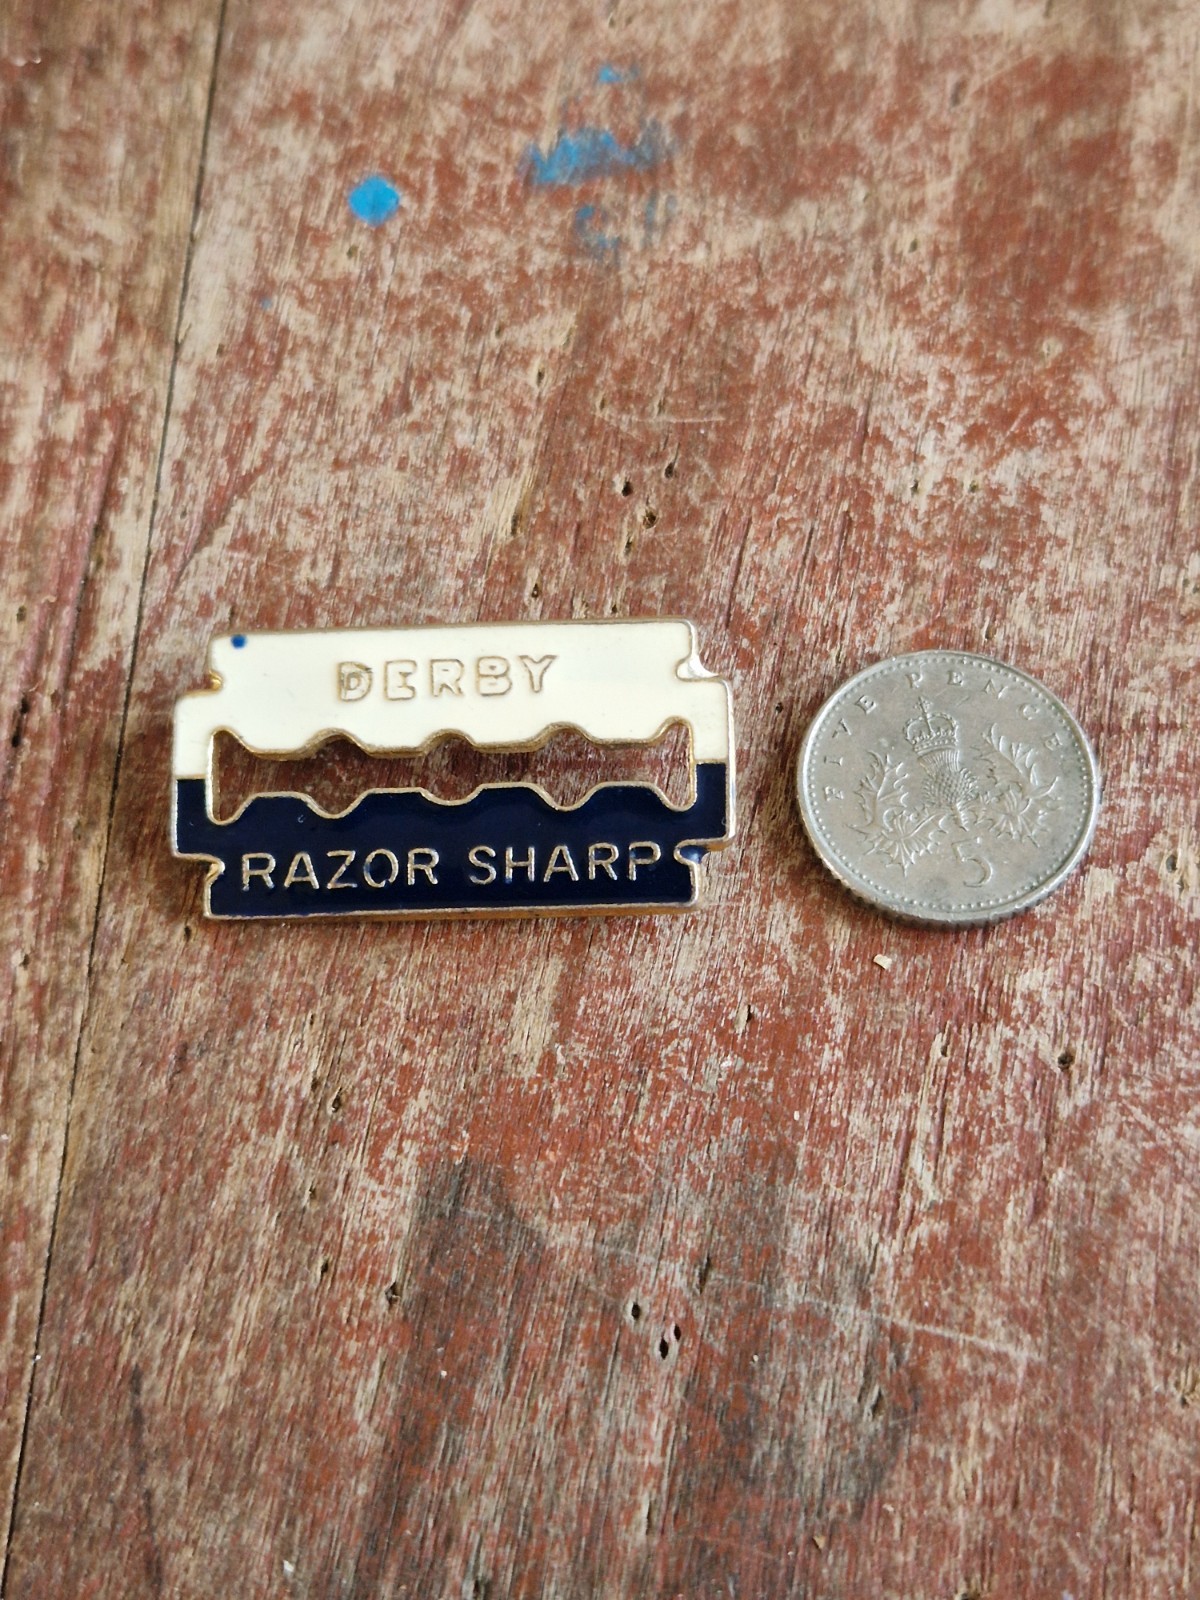 DERBY
RAZOR SHARP
FIVE PENCE
5